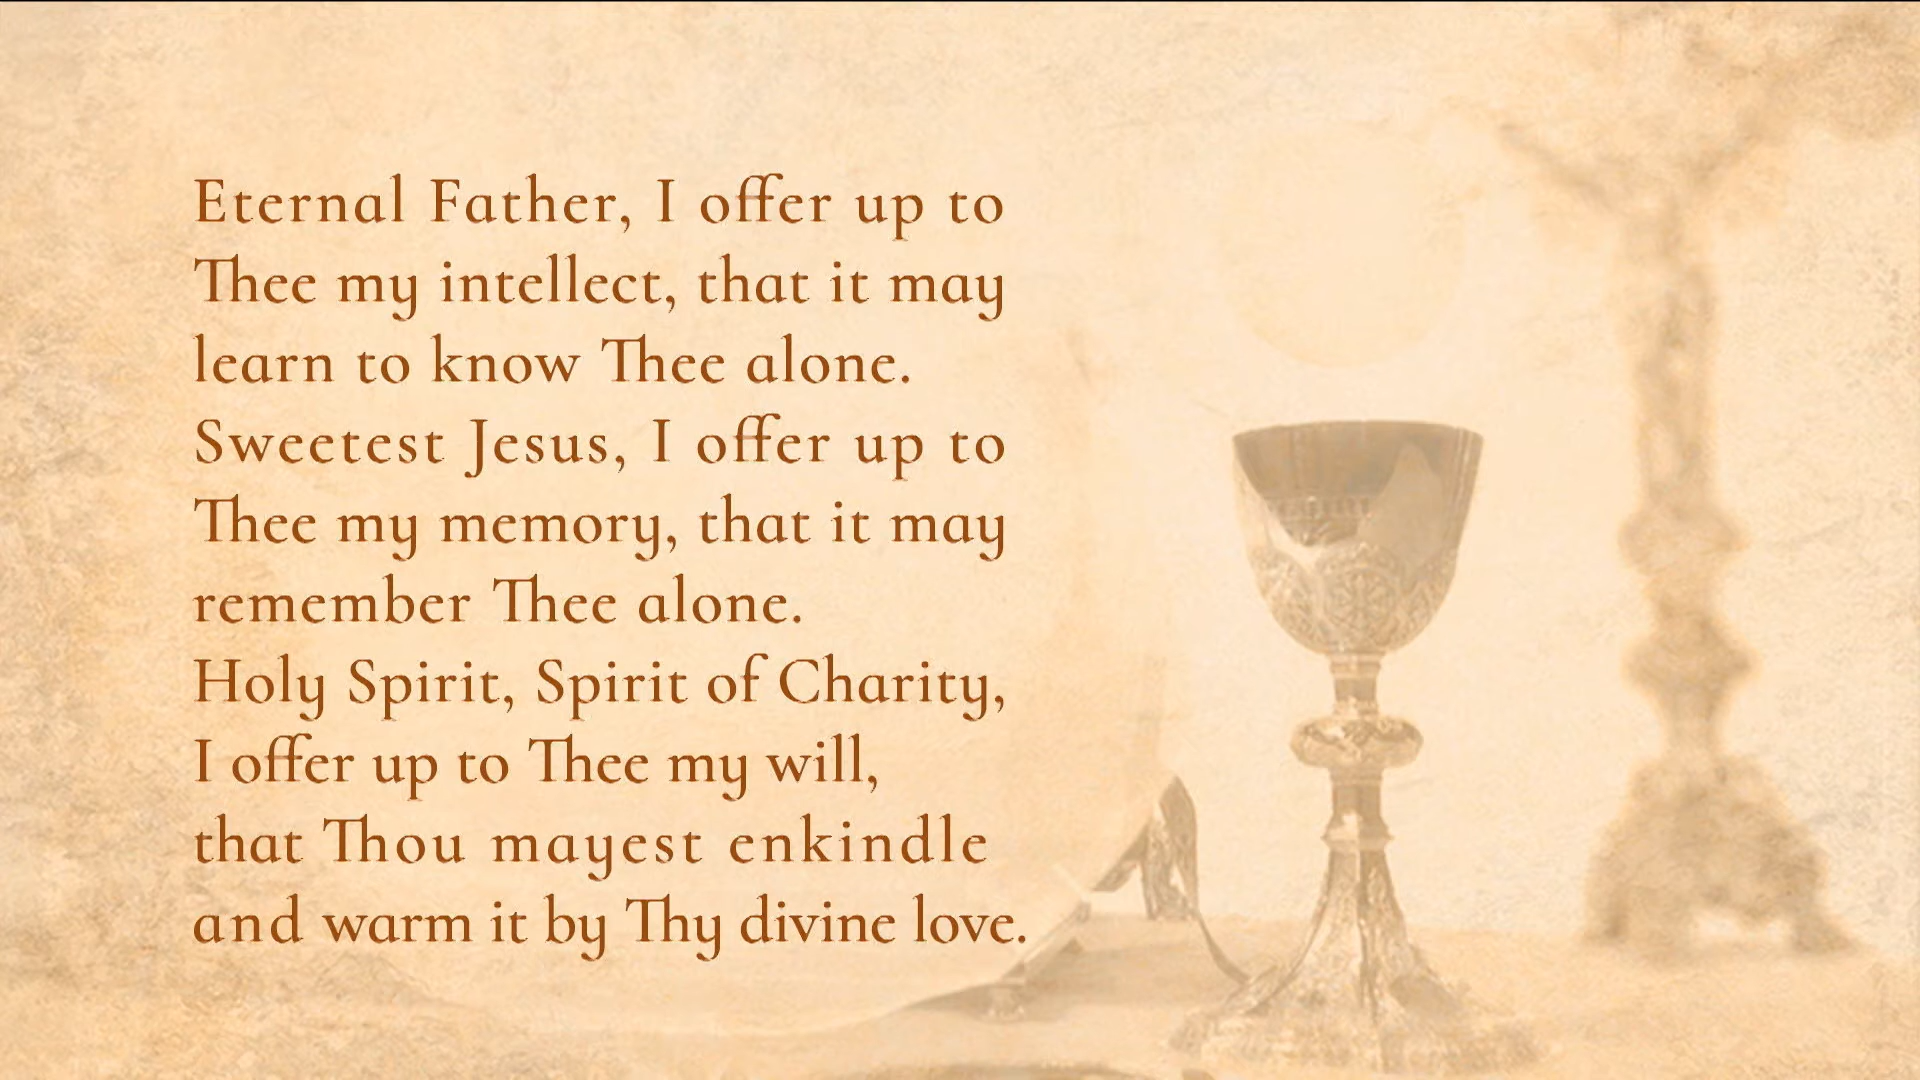 Eternal Father, I offer up to
Thee my intellect, that it may
learn to know Thee alone.
Sweetest Jesus, I offer up to
Thee my memory, that it may
remember Thee alone.
Holy Spirit, Spirit of Charity,
I offer up to Thee my will,
that Thou mayest enkindle
and warm it by Thy divine love.